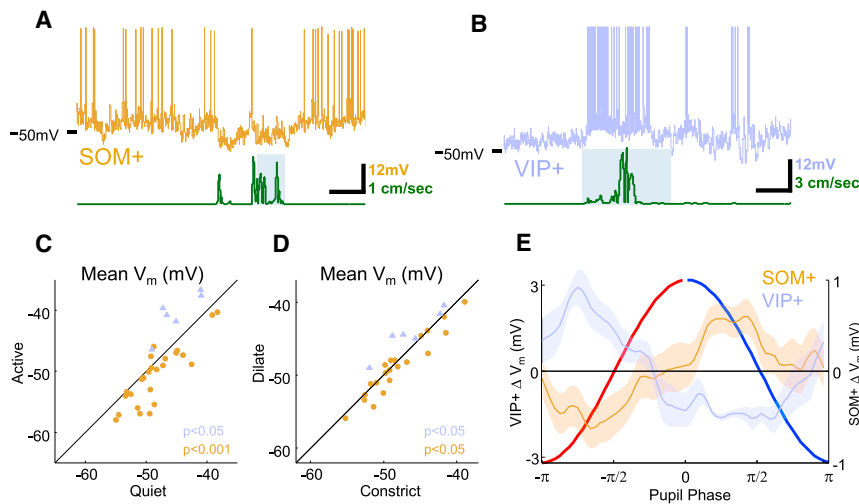 A
-50mV
SOM+
12mV
1 cm/sec
B
-50mV
VIP+
12mV
3 cm/sec
C
Mean Vm (mV)
-40
-50
-60
Active
p<0.05
p<0.001
-60
-50
-40
Quiet
D
Mean Vm (mV)
-40
-50
-60
Dilate
p<0.05
p<0.05
-60
-50
-40
Constrict
E
SOM+
VIP+
3
0
-3
VIP+ Δ Vm (mV)
1
0
-1
SOM+ Δ Vm (mV)
-π
-π/2
0
π/2
π
Pupil Phase